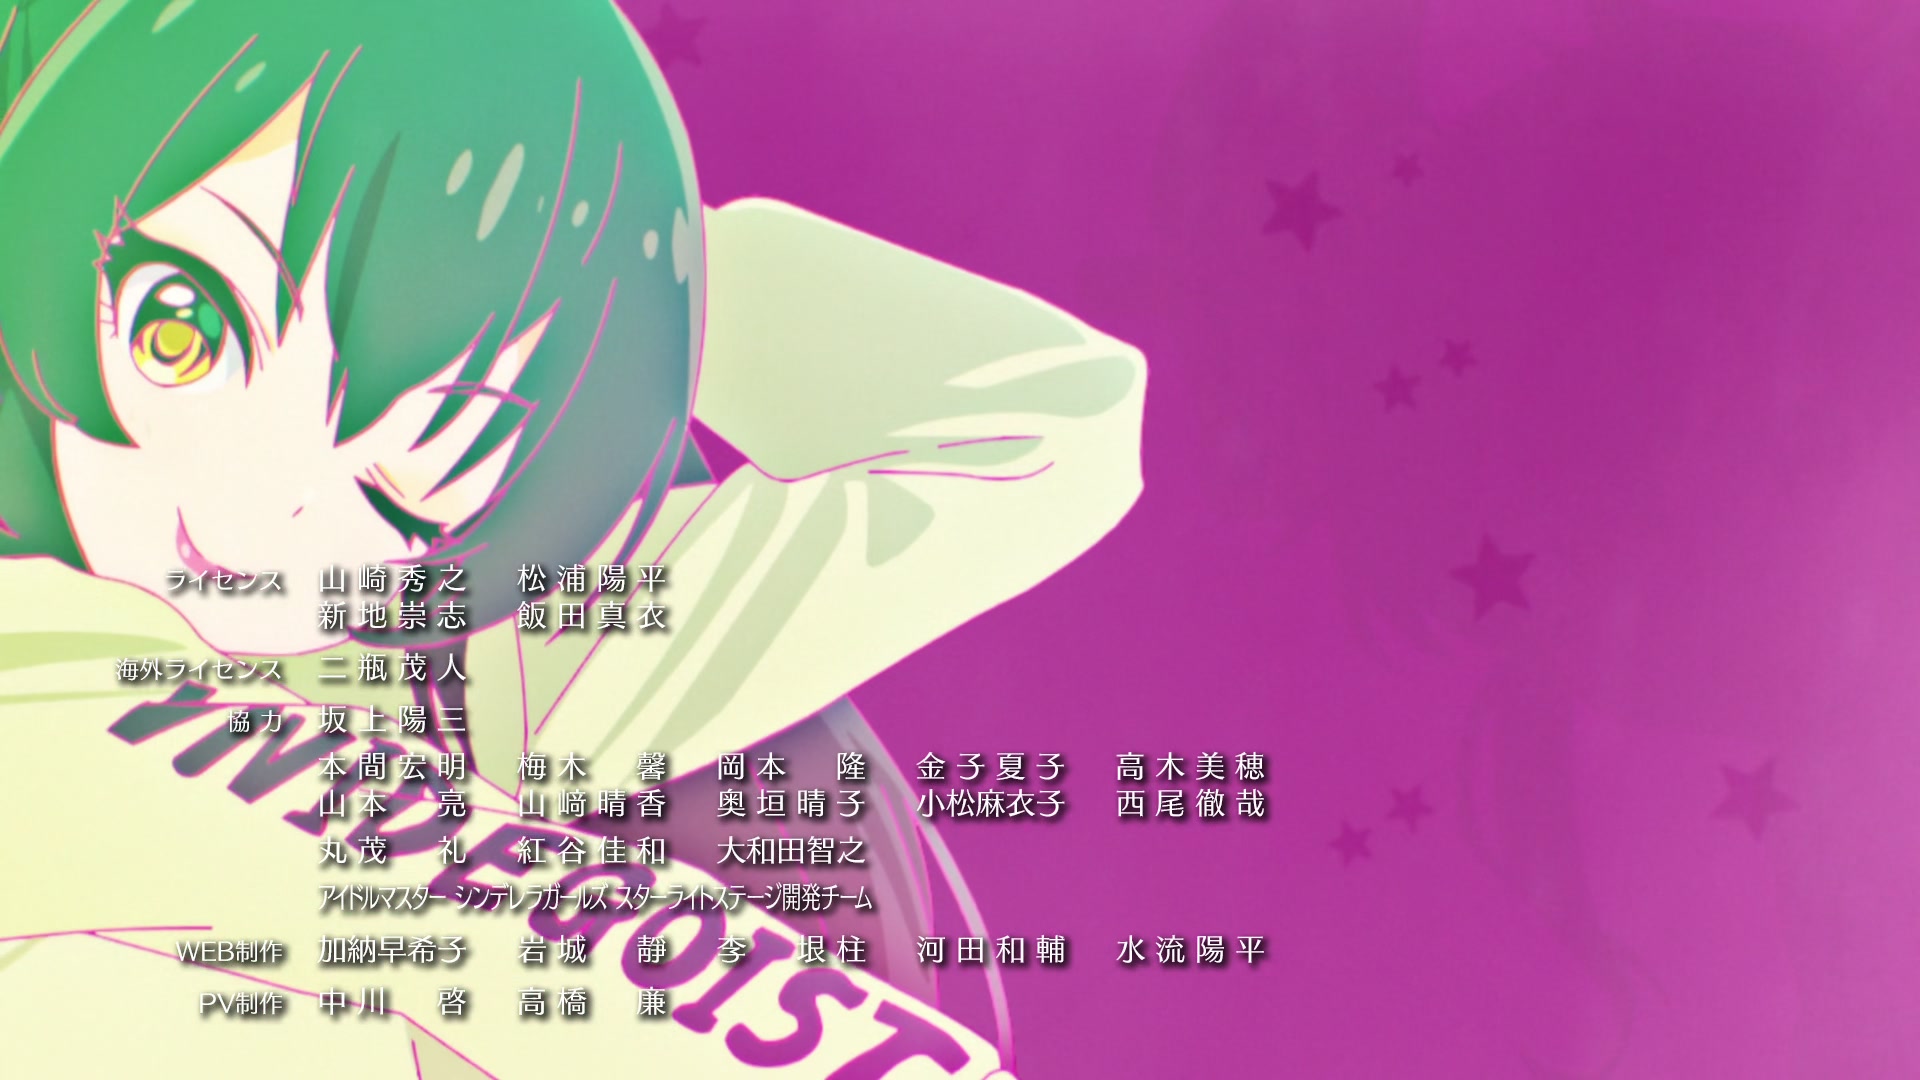 ライセンス 山崎秀之 松浦陽平
新地崇志 飯田真衣
海外ライセンス 二瓶茂人
協力 坂上陽三
本間宏明 梅木馨 岡本隆 金子夏子 高木美穂
山本亮 山﨑晴香 奥垣晴子 小松麻衣子 西尾徹哉
丸茂礼 紅谷佳和 大和田智之
アイドルマスター シンデレラガールズ スターライトステージ開発チーム
WEB制作 加納早希子 岩城靜 李垠柱 河田和輔 水流陽平
PV制作 中川啓 高橋廉